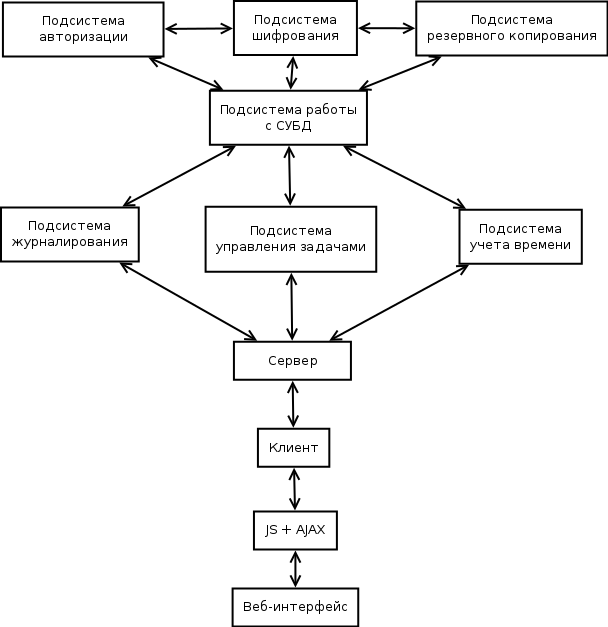 Подсистема
авторизации
Подсистема
шифрования
Подсистема
резервного копирования
Подсистема работы
с СУБД
Подсистема
журналирования
Подсистема
управления задачами
Подсистема
учета времени
Сервер
Клиент
JS + AJAX
Веб-интерфейс